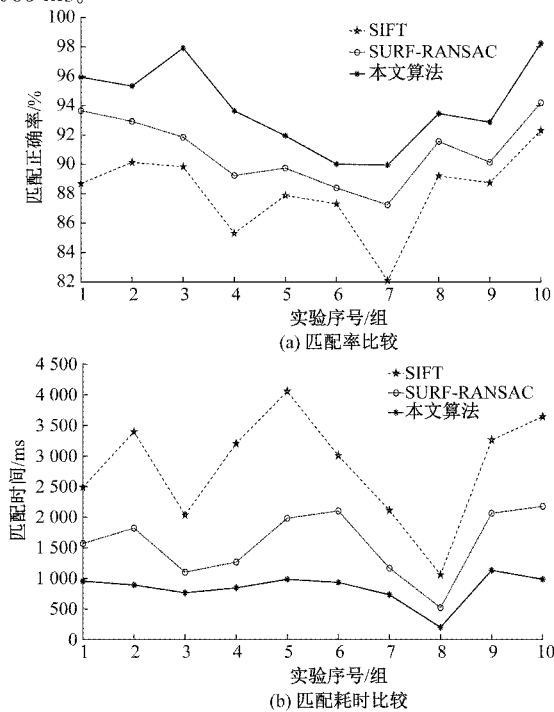 100
98
96
94
92
90
88
86
84
82
匹配正确率/%
SIFT
SURF-RANSAC
本文算法
1 2 3 4 5 6 7 8 9 10
实验序号/组
(a) 匹配率比较
4 500
4 000
3 500
3 000
2 500
2 000
1 500
1 000
500
0
匹配时间/ms
SIFT
SURF-RANSAC
本文算法
1 2 3 4 5 6 7 8 9 10
实验序号/组
(b) 匹配耗时比较